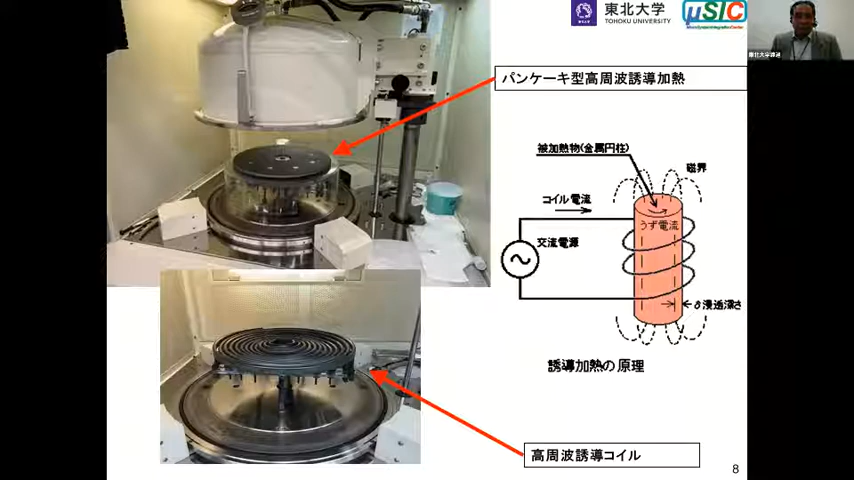 東北大学
TOHOKU UNIVERSITY
μSIC
パンケーキ型高周波誘導加熱
被加熱物(金属円柱)
磁界
コイル電流
うず電流
交流電源
δ浸透深さ
誘導加熱の原理
高周波誘導コイル
8